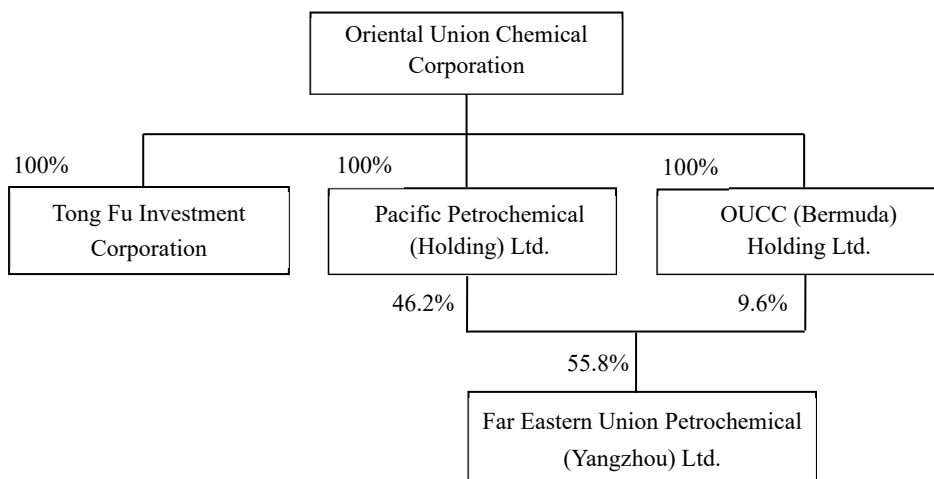 Oriental Union Chemical
Corporation
100%
100%
100%
Tong Fu Investment
Corporation
Pacific Petrochemical
(Holding) Ltd.
OUCC (Bermuda)
Holding Ltd.
46.2%
9.6%
55.8%
Far Eastern Union Petrochemical
(Yangzhou) Ltd.